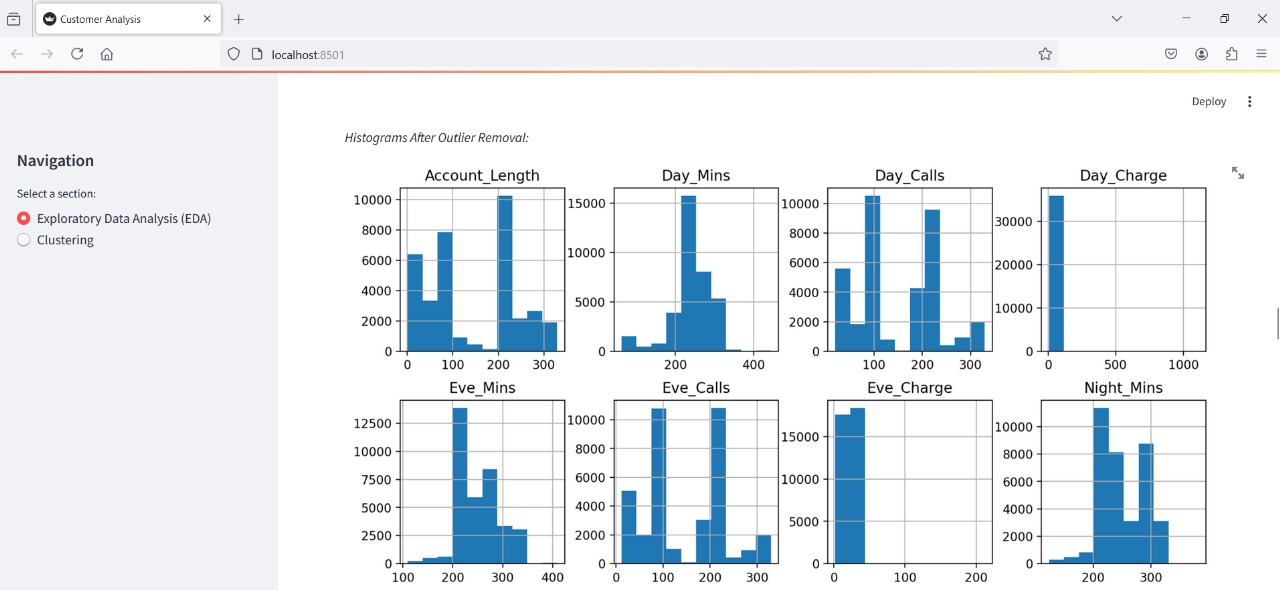 Customer Analysis
localhost:8501
Deploy
Navigation
Select a section:
Exploratory Data Analysis (EDA)
Clustering
Histograms After Outlier Removal:
Account_Length
10000
8000
6000
4000
2000
0
0 100 200 300
Day_Mins
15000
10000
5000
0
200 400
Day_Calls
10000
8000
6000
4000
2000
0
100 200 300
Day_Charge
30000
20000
10000
0
0 500 1000
Eve_Mins
12500
10000
7500
5000
2500
0
100 200 300 400
Eve_Calls
10000
8000
6000
4000
2000
0
0 100 200 300
Eve_Charge
15000
10000
5000
0
0 100 200
Night_Mins
10000
8000
6000
4000
2000
0
200 300